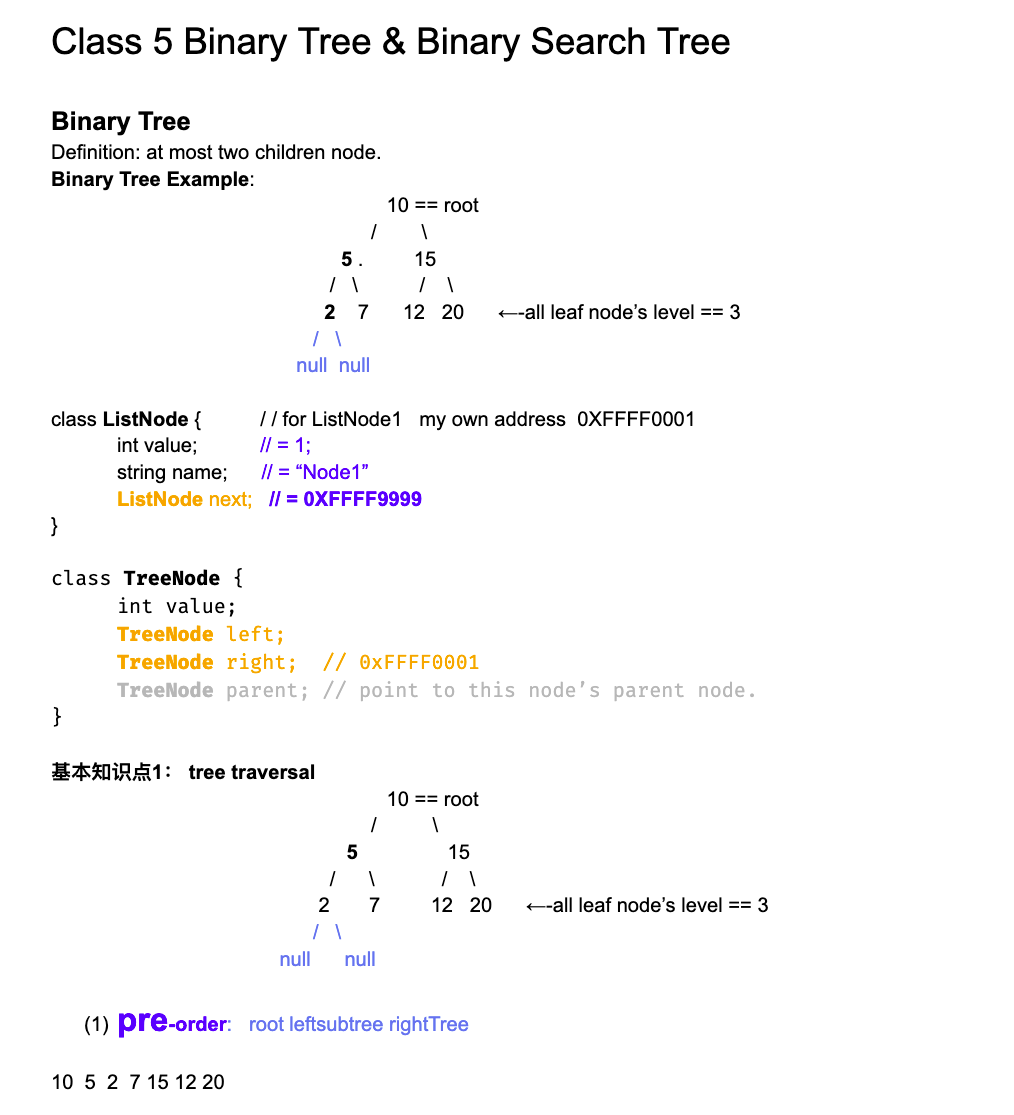 Class 5 Binary Tree & Binary Search Tree
Binary Tree
Definition: at most two children node.
Binary Tree Example:
10 == root
/ \
5 . 15
/ \ / \
2 7 12 20 ←-all leaf node’s level == 3
/ \
null null
class ListNode { / / for ListNode1 my own address 0XFFFF0001
int value; // = 1;
string name; // = “Node1”
ListNode next; // = 0XFFFF9999
}
class TreeNode {
int value;
TreeNode left;
TreeNode right; // 0xFFFF0001
TreeNode parent; // point to this node’s parent node.
}
基本知识点1： tree traversal
10 == root
/ \
5 15
/ \ / \
2 7 12 20 ←-all leaf node’s level == 3
/ \
null null
(1) pre-order: root leftsubtree rightTree
10 5 2 7 15 12 20